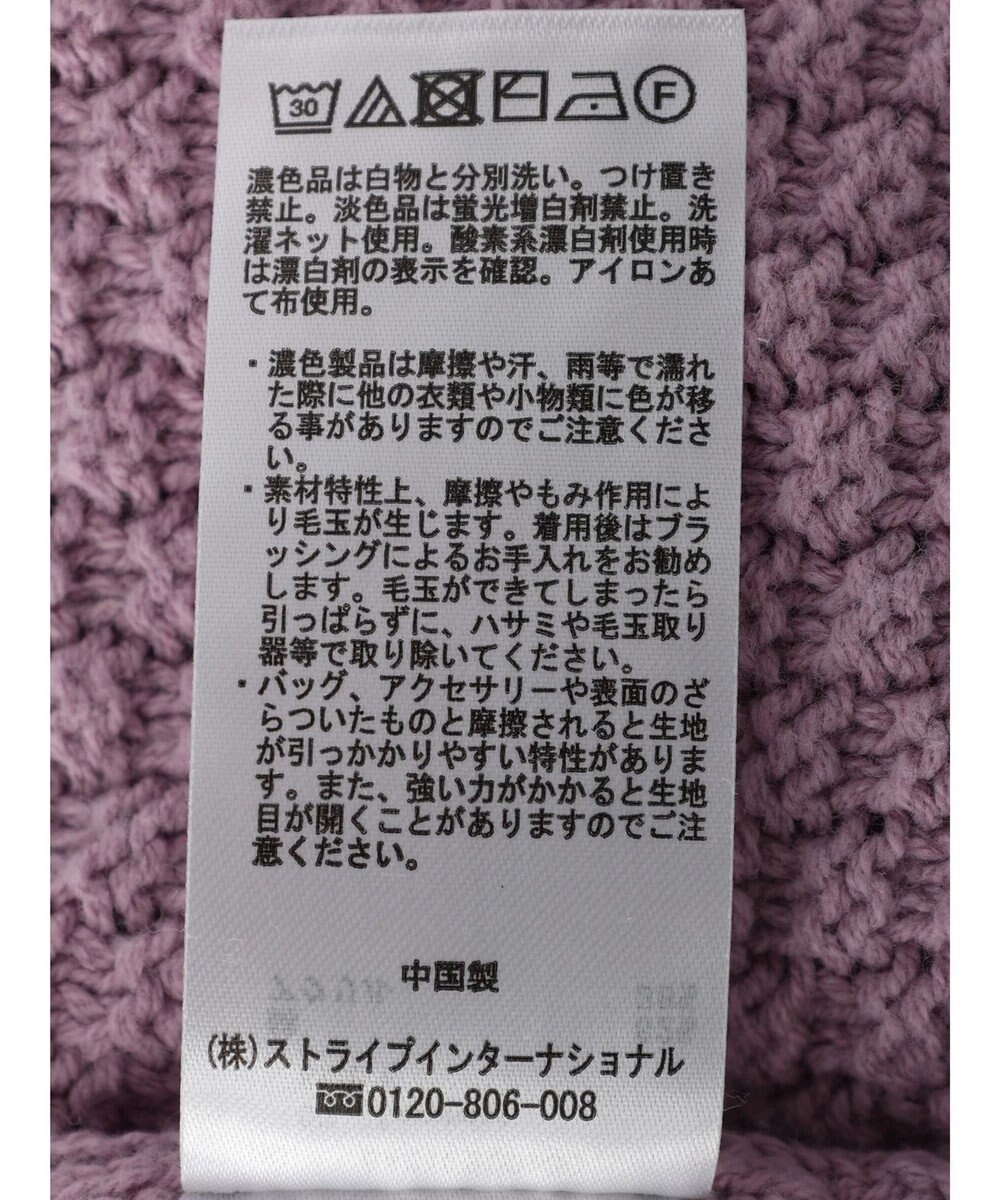 30 F
濃色品は白物と分別洗い。つけ置き
禁止。淡色品は蛍光増白剤禁止。洗
濯ネット使用。酸素系漂白剤使用時
は漂白剤の表示を確認。アイロンあ
て布使用。
・濃色製品は摩擦や汗、雨等で濡れ
た際に他の衣類や小物類に色が移
る事がありますのでご注意くださ
い。
・素材特性上、摩擦やもみ作用によ
り毛玉が生じます。着用後はブラ
ッシングによるお手入れをお勧め
します。毛玉ができてしまったら
引っぱらずに、ハサミや毛玉取り
器等で取り除いてください。
・バッグ、アクセサリーや表面のざ
らついたものと摩擦されると生地
が引っかかりやすい特性がありま
す。また、強い力がかかると生地
目が開くことがありますのでご注
意ください。
中国製
(株)ストライプインターナショナル
0120-806-008